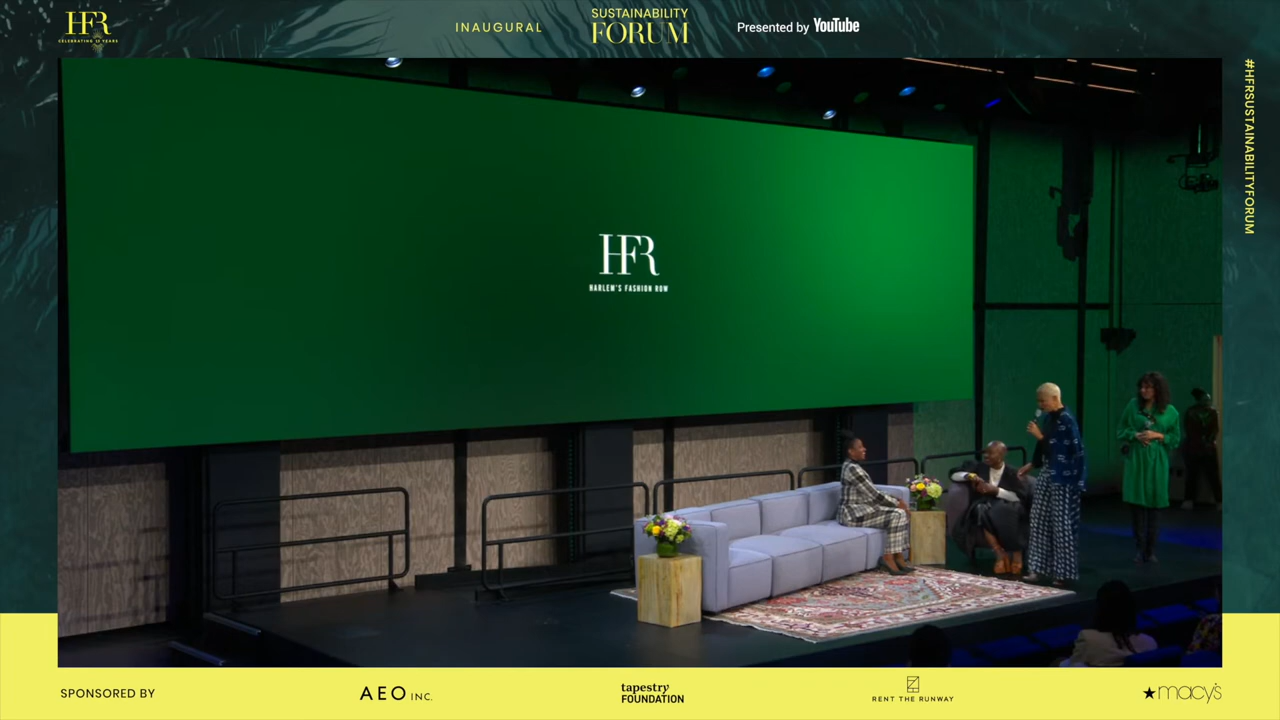 HFR
CELEBRATING 15 YEARS
INAUGURAL
SUSTAINABILITY
FORUM
Presented by YouTube
#HFRSUSTAINABILITYFORUM
HFR
HARLEM'S FASHION ROW
SPONSORED BY
AEO INC.
tapestry
FOUNDATION
RENT THE RUNWAY
★macy's